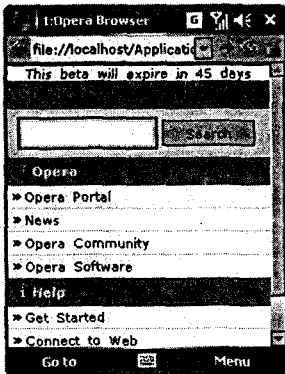 1:Opera Browser
file://localhost/Applicatio
This beta will expire in 45 days
Search
Opera
» Opera Portal
» News
» Opera Community
» Opera Software
i Help
» Get Started
» Connect to Web
Go to Menu